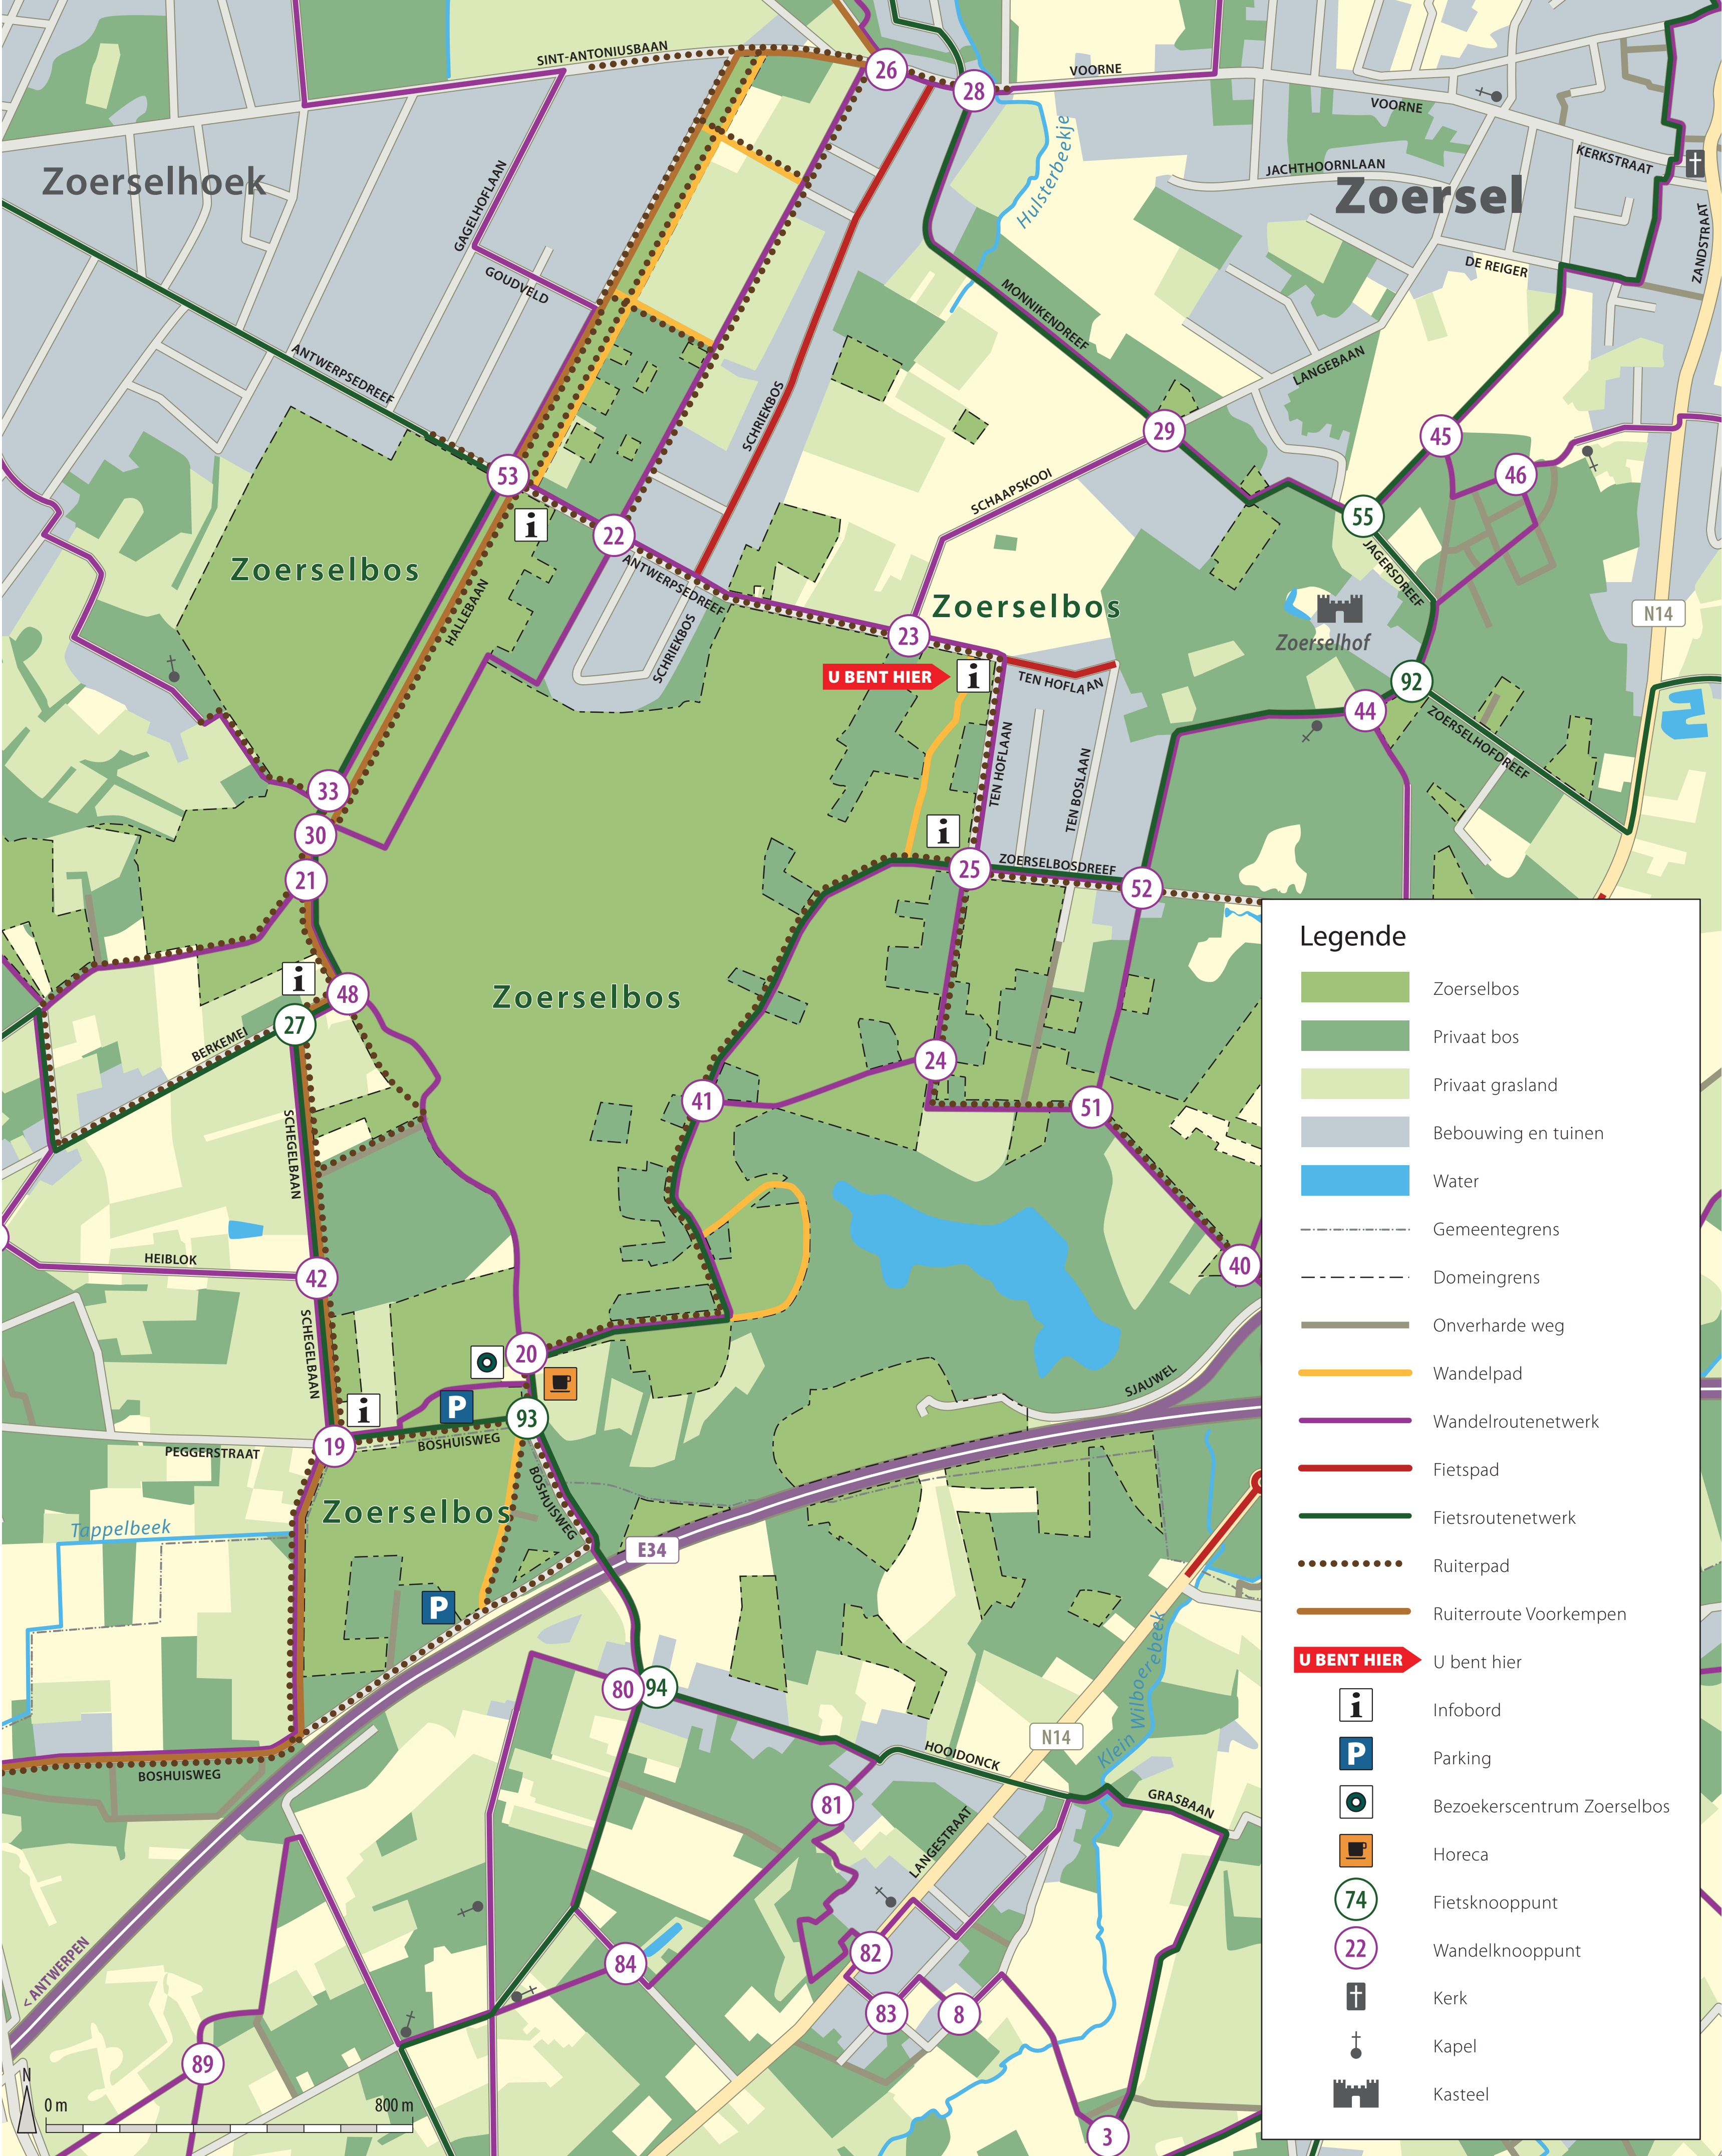 SINT-ANTONIUSBAAN
26
28
VOORNE
VOORNE
Hulsterbeekje
JACHTHOORNLAAN
KERKSTRAAT
Zoerselhoek
Zoersel
GAGELHOFLAAN
ZANDSTRAAT
GOUDVELD
DE REIGER
MONNIKENDREEF
ANTWERPSEDREEF
LANGEBAAN
SCHRIEKBOS
29
45
46
53
SCHAAPSKOOI
55
22
JAGERSDREEF
Zoerselbos
ANTWERPSEDREEF
HALLEBAAN
Zoerselbos
N14
23
SCHRIEKBOS
Zoerselhof
U BENT HIER
TEN HOFLAAN
92
44
ZOERSELHOFDREEF
TEN HOFLAAN
TEN BOSLAAN
33
30
25
ZOERSELBOSDREEF
52
21
48
Zoerselbos
27
BERKEMEI
24
41
51
SCHEGELBAAN
HEIBLOK
42
40
SCHEGELBAAN
20
P
93
19
BOSHUISWEG
PEGGERSTRAAT
SJAUWEL
BOSHUISWEG
Zoerselbos
Tappelbeek
E34
P
Klein Wilboerebeek
80
94
N14
HOOIDONCK
BOSHUISWEG
GRASBAAN
81
LANGESTRAAT
82
84
< ANTWERPEN
83
8
89
3
N
0 m
800 m
Legende
Zoerselbos
Privaat bos
Privaat grasland
Bebouwing en tuinen
Water
Gemeentegrens
Domeingrens
Onverharde weg
Wandelpad
Wandelroutenetwerk
Fietspad
Fietsroutenetwerk
Ruiterpad
Ruiterroute Voorkempen
U BENT HIER U bent hier
i Infobord
P Parking
Bezoekerscentrum Zoerselbos
Horeca
74 Fietsknooppunt
22 Wandelknooppunt
Kerk
Kapel
Kasteel